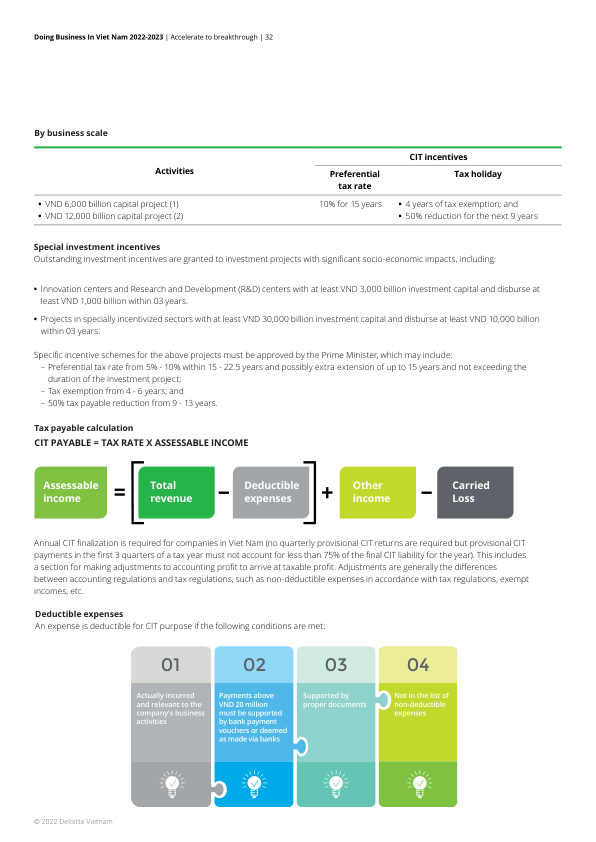 Doing Business In Viet Nam 2022-2023 | Accelerate to breakthrough | 32
By business scale
Activities
CIT incentives
Preferential
tax rate
Tax holiday
• VND 6,000 billion capital project (1)
• VND 12,000 billion capital project (2)
10% for 15 years
• 4 years of tax exemption; and
• 50% reduction for the next 9 years
Special investment incentives
Outstanding investment incentives are granted to investment projects with significant socio-economic impacts, including:
• Innovation centers and Research and Development (R&D) centers with at least VND 3,000 billion investment capital and disburse at
least VND 1,000 billion within 03 years.
• Projects in specially incentivized sectors with at least VND 30,000 billion investment capital and disburse at least VND 10,000 billion
within 03 years.
Specific incentive schemes for the above projects must be approved by the Prime Minister, which may include:
– Preferential tax rate from 5% - 10% within 15 - 22.5 years and possibly extra extension of up to 15 years and not exceeding the
duration of the investment project;
– Tax exemption from 4 - 6 years; and
– 50% tax payable reduction from 9 - 13 years.
Tax payable calculation
CIT PAYABLE = TAX RATE X ASSESSABLE INCOME
Assessable
income
=
[
Total
revenue
–
Deductible
expenses
]
+
Other
income
–
Carried
Loss
Annual CIT finalization is required for companies in Viet Nam (no quarterly provisional CIT returns are required but provisional CIT
payments in the first 3 quarters of a tax year must not account for less than 75% of the final CIT liability for the year). This includes
a section for making adjustments to accounting profit to arrive at taxable profit. Adjustments are generally the differences
between accounting regulations and tax regulations, such as non-deductible expenses in accordance with tax regulations, exempt
incomes, etc.
Deductible expenses
An expense is deductible for CIT purpose if the following conditions are met:
01
Actually incurred
and relevant to the
company's business
activities
02
Payments above
VND 20 million
must be supported
by bank payment
vouchers or deemed
as made via banks
03
Supported by
proper documents
04
Not in the list of
non-deductible
expenses
© 2022 Deloitte Vietnam